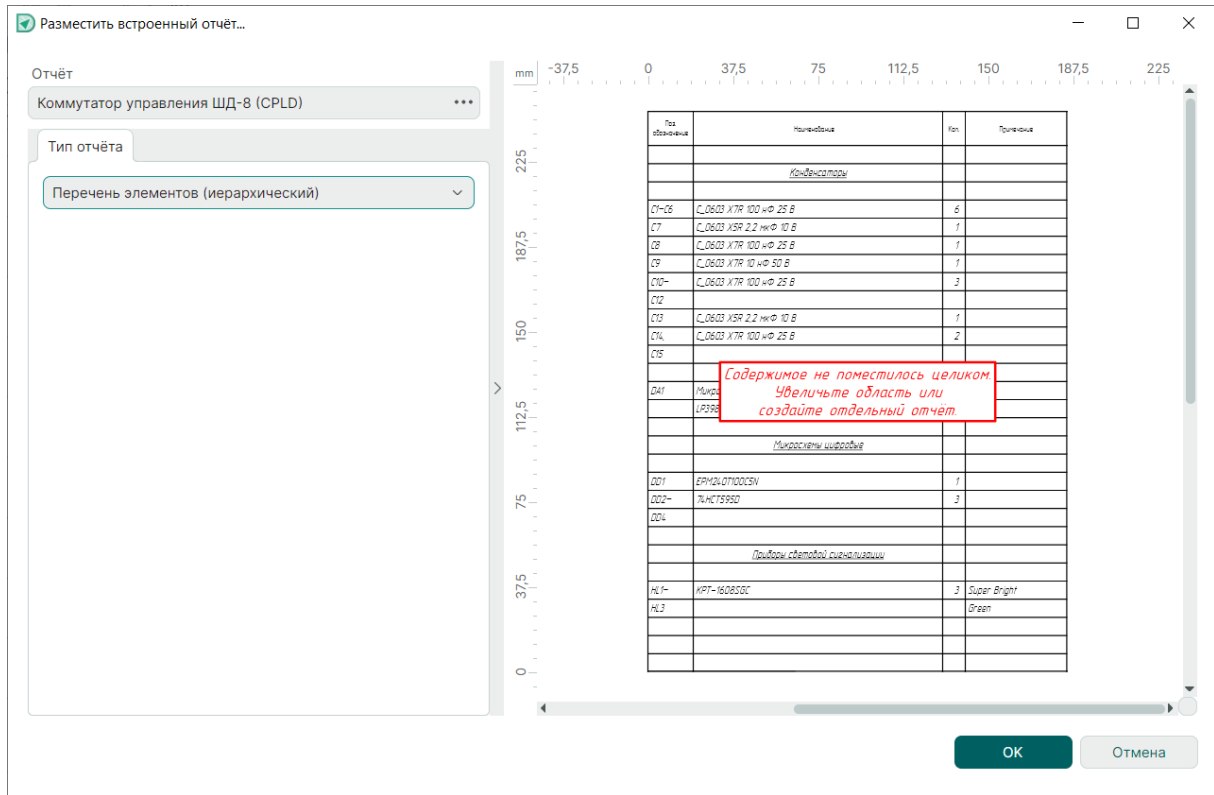 Разместить встроенный отчёт...
Отчёт
Коммутатор управления ШД-8 (CPLD)
Тип отчёта
Перечень элементов (иерархический)
mm -37,5 0 37,5 75 112,5 150 187,5 225
225
187,5
150
112,5
75
37,5
0
Поз. обозначение Наименование Кол. Примечание
Конденсаторы
C1-C6 C_0603 X7R 100 нФ 25 В 6
C7 C_0603 X5R 2,2 мкФ 10 В 1
C8 C_0603 X7R 100 нФ 25 В 1
C9 C_0603 X7R 10 нФ 50 В 1
C10- C_0603 X7R 100 нФ 25 В 3
C12
C13 C_0603 X5R 2,2 мкФ 10 В 1
C14, C_0603 X7R 100 нФ 25 В 2
C15
Содержимое не поместилось целиком.
Увеличьте область или
создайте отдельный отчёт.
DA1
Микросхемы цифровые
DD1 EPM240T100C5N 1
DD2- 74HCT595D 3
DD4
Приборы световой сигнализации
HL1- KPT-1608SGC 3 Super Bright
HL3 Green
OK
Отмена